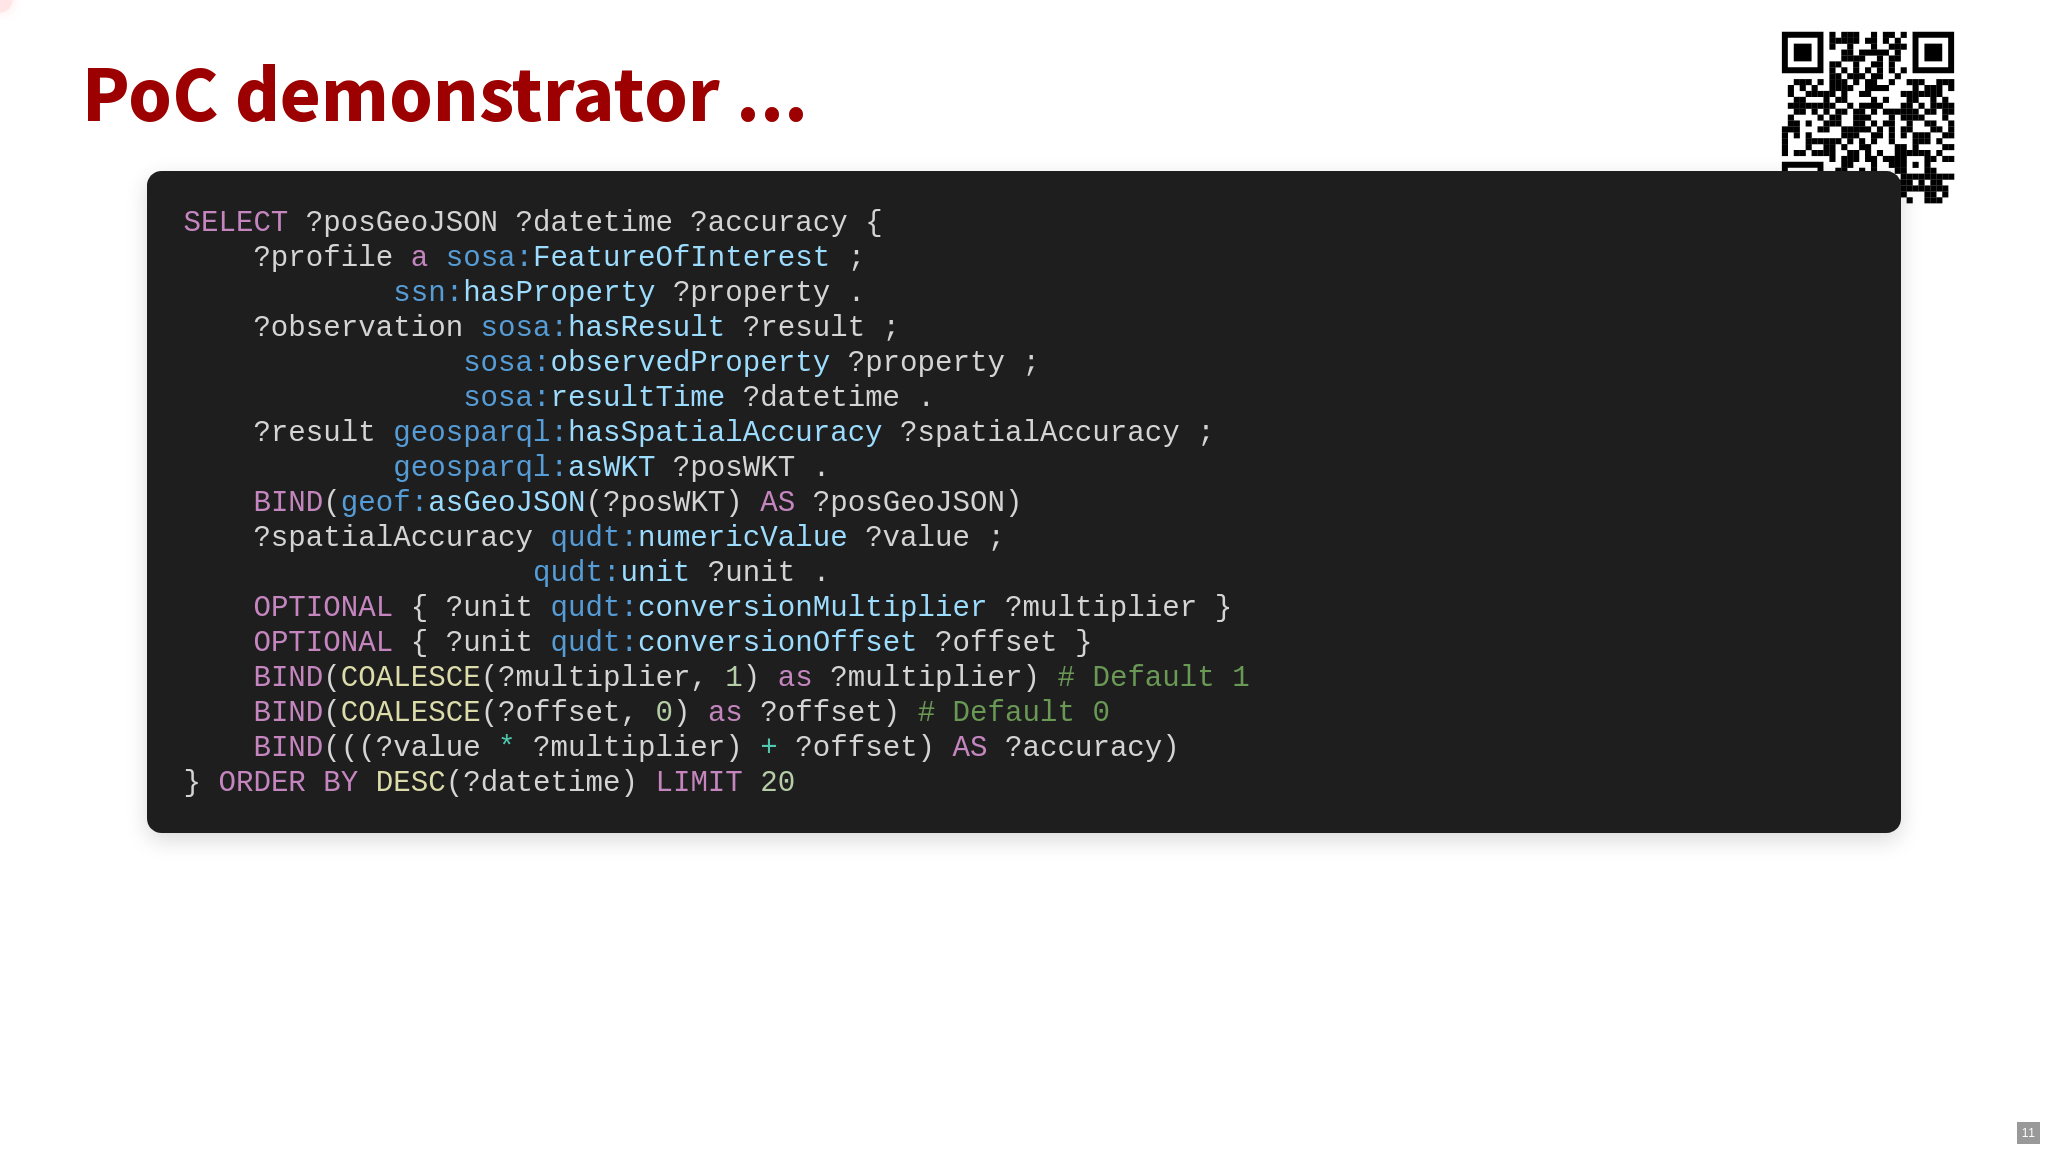 PoC demonstrator ...
SELECT ?posGeoJSON ?datetime ?accuracy {
    ?profile a sosa:FeatureOfInterest ;
            ssn:hasProperty ?property .
    ?observation sosa:hasResult ?result ;
                sosa:observedProperty ?property ;
                sosa:resultTime ?datetime .
    ?result geosparql:hasSpatialAccuracy ?spatialAccuracy ;
            geosparql:asWKT ?posWKT .
    BIND(geof:asGeoJSON(?posWKT) AS ?posGeoJSON)
    ?spatialAccuracy qudt:numericValue ?value ;
                    qudt:unit ?unit .
    OPTIONAL { ?unit qudt:conversionMultiplier ?multiplier }
    OPTIONAL { ?unit qudt:conversionOffset ?offset }
    BIND(COALESCE(?multiplier, 1) as ?multiplier) # Default 1
    BIND(COALESCE(?offset, 0) as ?offset) # Default 0
    BIND(((?value * ?multiplier) + ?offset) AS ?accuracy)
} ORDER BY DESC(?datetime) LIMIT 20
11